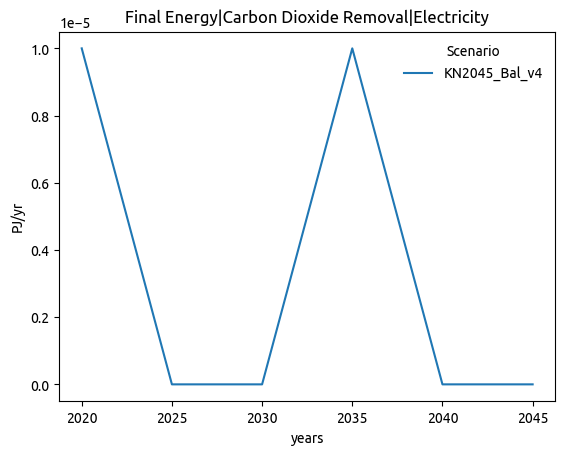 Final Energy|Carbon Dioxide Removal|Electricity
1e−5
Scenario
KN2045_Bal_v4
1.0
0.8
0.6
0.4
0.2
0.0
PJ/yr
2020 2025 2030 2035 2040 2045
years